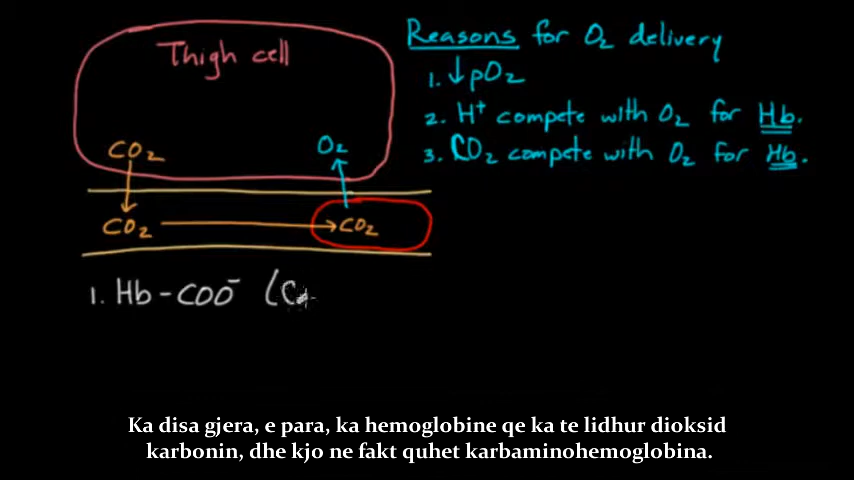 Thigh cell
CO₂
O₂
CO₂
CO₂
Reasons for O₂ delivery
1. ↓pO₂
2. H⁺ compete with O₂ for Hb.
3. CO₂ compete with O₂ for Hb.
1. Hb-COO⁻ (C
Ka disa gjera, e para, ka hemoglobine qe ka te lidhur dioksid
karbonin, dhe kjo ne fakt quhet karbaminohemoglobina.